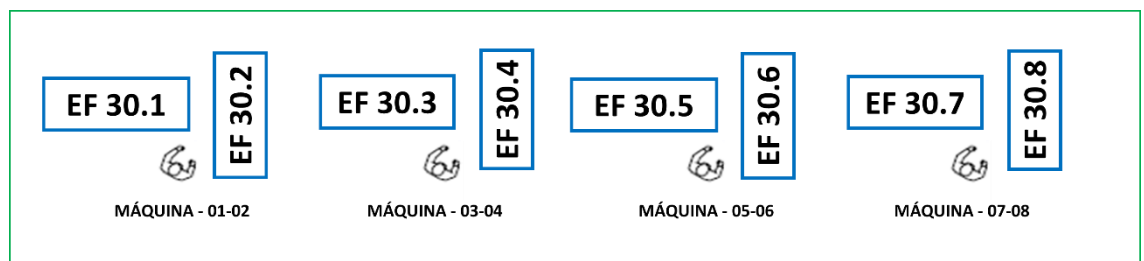 EF 30.1
EF 30.2
EF 30.3
EF 30.4
EF 30.5
EF 30.6
EF 30.7
EF 30.8
MÁQUINA - 01-02
MÁQUINA - 03-04
MÁQUINA - 05-06
MÁQUINA - 07-08